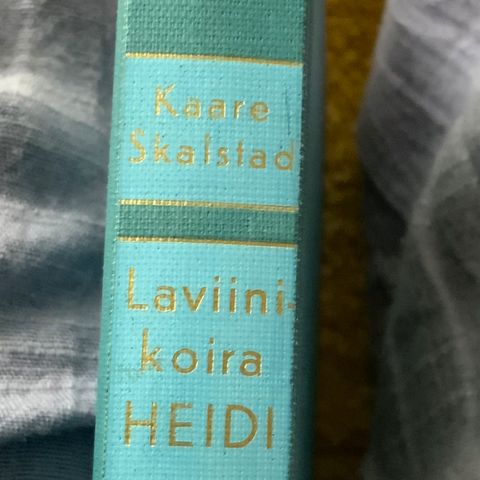 Kaare
Skalstad
Laviini-
koira
HEIDI